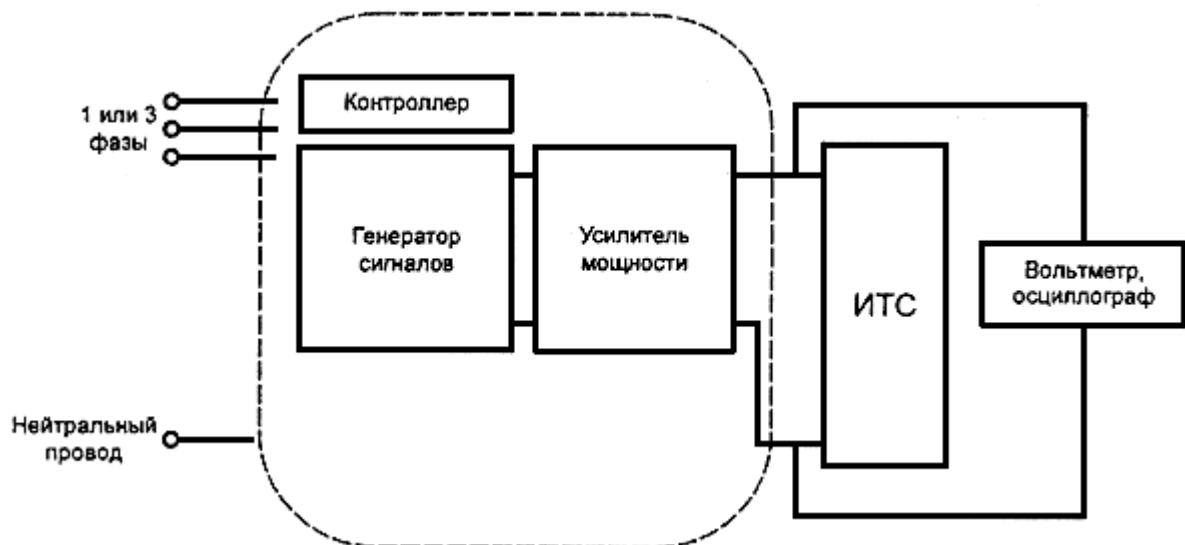 Контроллер
1 или 3
фазы
Генератор
сигналов
Усилитель
мощности
ИТС
Вольтметр,
осциллограф
Нейтральный
провод